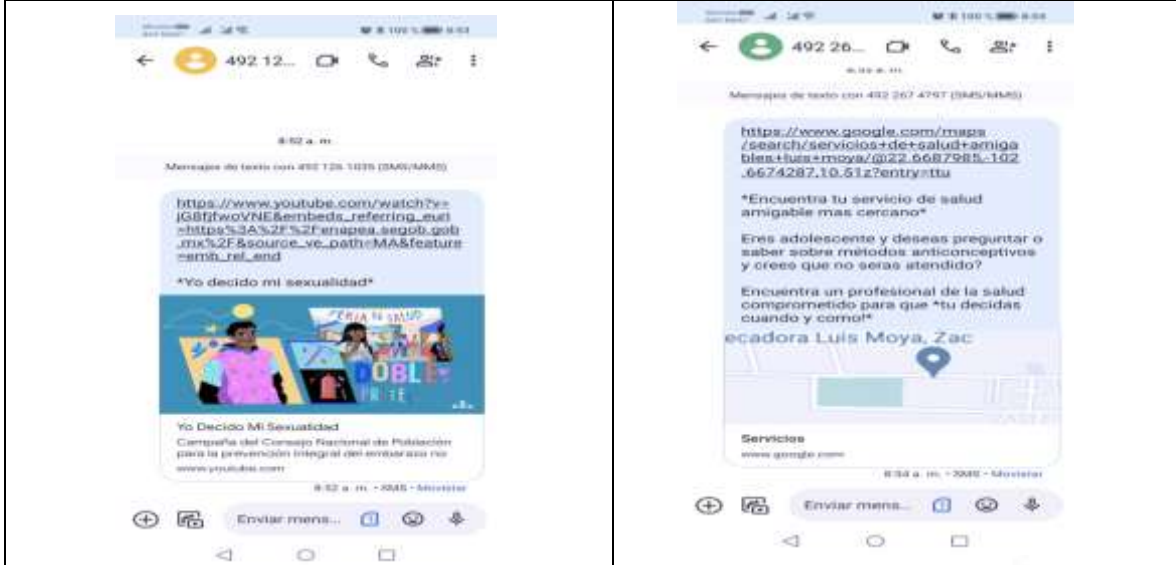 492 12...
8:52 a. m.
Mensajes de texto con 492 126 1035 (SMS/MMS)
https://www.youtube.com/watch?v=
jG8fjfwoVNE&embeds_referring_euri
=https%3A%2F%2Fenapea.segob.gob
.mx%2F&source_ve_path=MA&feature
=emb_rel_end
*Yo decido mi sexualidad*
FERIA DE SALUD
DOBLE
Yo Decido Mi Sexualidad
Campaña del Consejo Nacional de Población
para la prevención integral del embarazo no
www.youtube.com
8:52 a. m. • SMS • Movistar
Enviar mens...
100 % 8:54
492 26...
Mensajes de texto con 492 267 4797 (SMS/MMS)
https://www.google.com/maps
/search/servicios+de+salud+amiga
bles+luis+moya/@22.6687985,-102
.6674287,10.51z?entry=ttu
*Encuentra tu servicio de salud
amigable mas cercano*
Eres adolescente y deseas preguntar o
saber sobre métodos anticonceptivos
y crees que no seras atendido?
Encuentra un profesional de la salud
comprometido para que *tu decidas
cuando y como!*
ecadora Luis Moya, Zac
Servicios
www.google.com
8:54 a. m. • SMS • Movistar
Enviar mens...